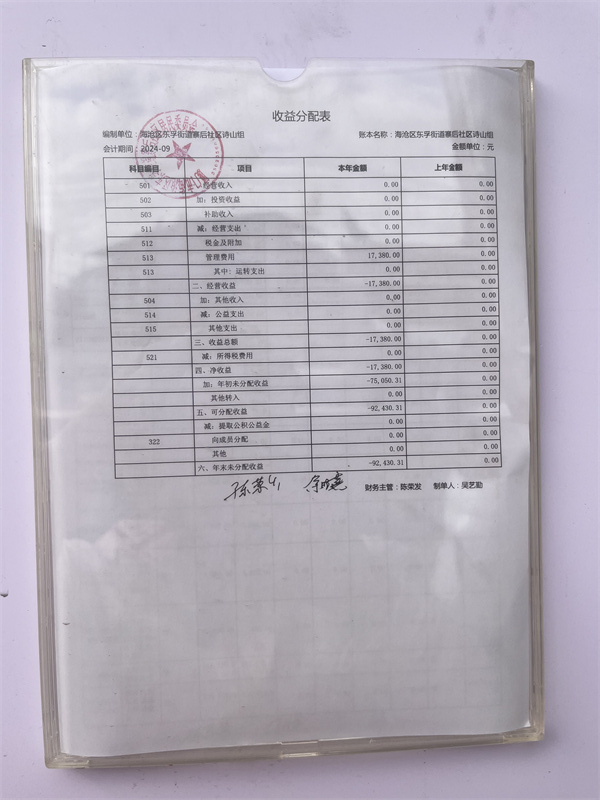 收益分配表
编制单位：海沧区东孚街道寨后社区诗山组 账本名称：海沧区东孚街道寨后社区诗山组
会计期间：2024-09 金额单位：元
科目编目 项目 本年金额 上年金额
501 一、经营收入 0.00 0.00
502 加：投资收益 0.00 0.00
503 补助收入 0.00 0.00
511 减：经营支出 0.00 0.00
512 税金及附加 0.00 0.00
513 管理费用 17,380.00 0.00
513 其中：运转支出 0.00 0.00
二、经营收益 -17,380.00 0.00
504 加：其他收入 0.00 0.00
514 减：公益支出 0.00 0.00
515 其他支出 0.00 0.00
三、收益总额 -17,380.00 0.00
521 减：所得税费用 0.00 0.00
四、净收益 -17,380.00 0.00
加：年初未分配收益 -75,050.31 0.00
其他转入 0.00 0.00
五、可分配收益 -92,430.31 0.00
减：提取公积公益金 0.00 0.00
322 向成员分配 0.00 0.00
其他 0.00 0.00
六、年末未分配收益 -92,430.31 0.00
财务主管：陈荣发 制单人：吴艺勤